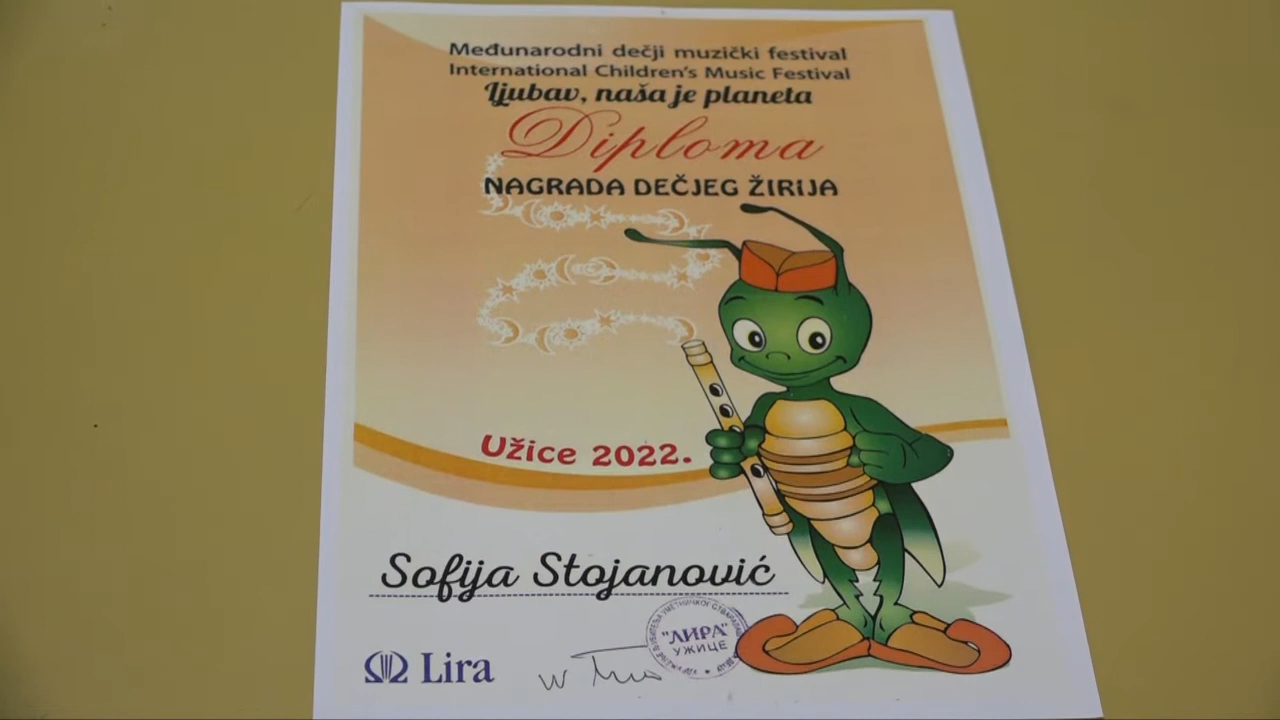 Međunarodni dečji muzički festival
International Children's Music Festival
Ljubav, naša je planeta
Diploma
NAGRADA DEČJEG ŽIRIJA
Užice 2022.
Sofija Stojanović
Lira
"ЛИРА"
УЖИЦЕ